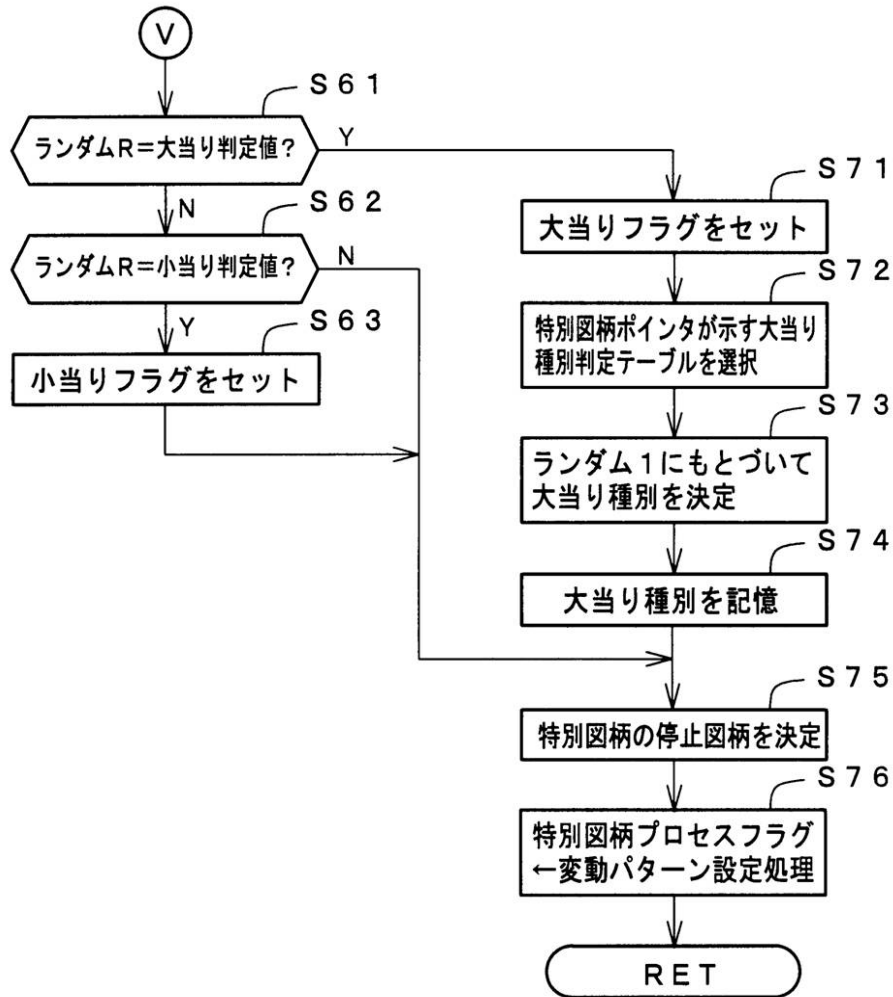 V
S61
ランダムR=大当り判定値?
Y
N
S62
ランダムR=小当り判定値?
N
Y
S63
小当りフラグをセット
S71
大当りフラグをセット
S72
特別図柄ポインタが示す大当り
種別判定テーブルを選択
S73
ランダム1にもとづいて
大当り種別を決定
S74
大当り種別を記憶
S75
特別図柄の停止図柄を決定
S76
特別図柄プロセスフラグ
←変動パターン設定処理
RET